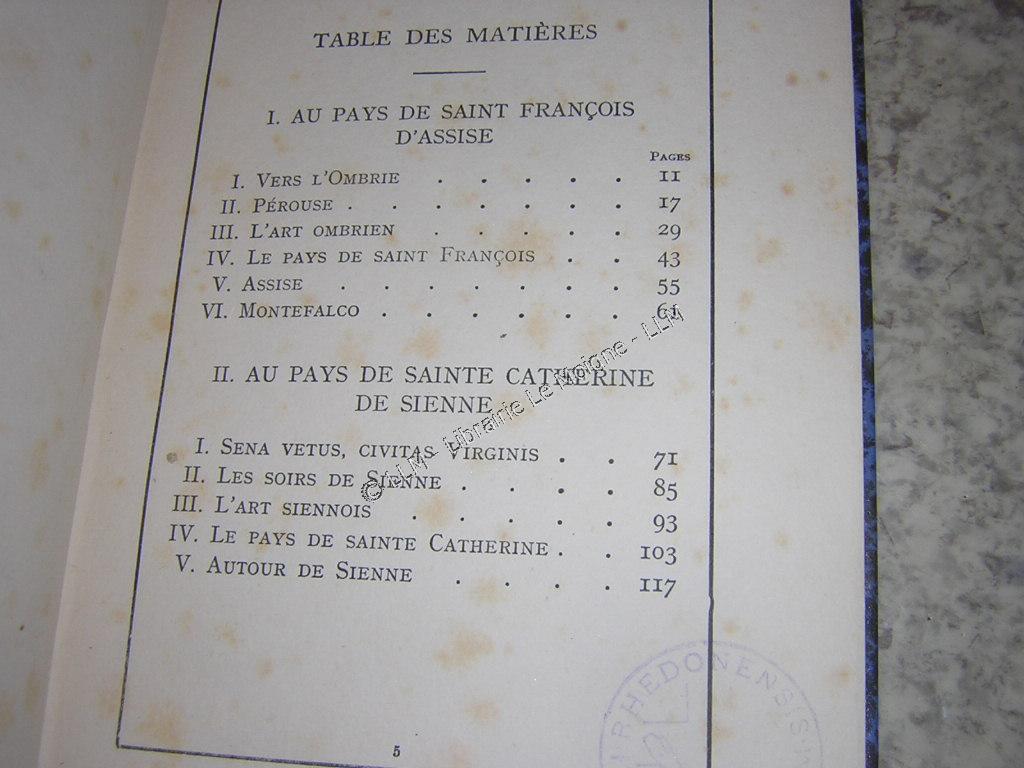 TABLE DES MATIÈRES
I. AU PAYS DE SAINT FRANÇOIS
D'ASSISE
PAGES
I. VERS L'OMBRIE . . . . . 11
II. PÉROUSE . . . . . . . 17
III. L'ART OMBRIEN . . . . . 29
IV. LE PAYS DE SAINT FRANÇOIS . . 43
V. ASSISE . . . . . . . 55
VI. MONTEFALCO . . . . . . 61
II. AU PAYS DE SAINTE CATHERINE
DE SIENNE
I. SENA VETUS, CIVITAS VIRGINIS . . 71
II. LES SOIRS DE SIENNE . . . . 85
III. L'ART SIENNOIS . . . . . 93
IV. LE PAYS DE SAINTE CATHERINE . . 103
V. AUTOUR DE SIENNE . . . . 117
5
© LLM - Librairie Le Moigne - LLM
RHEDONENSIS